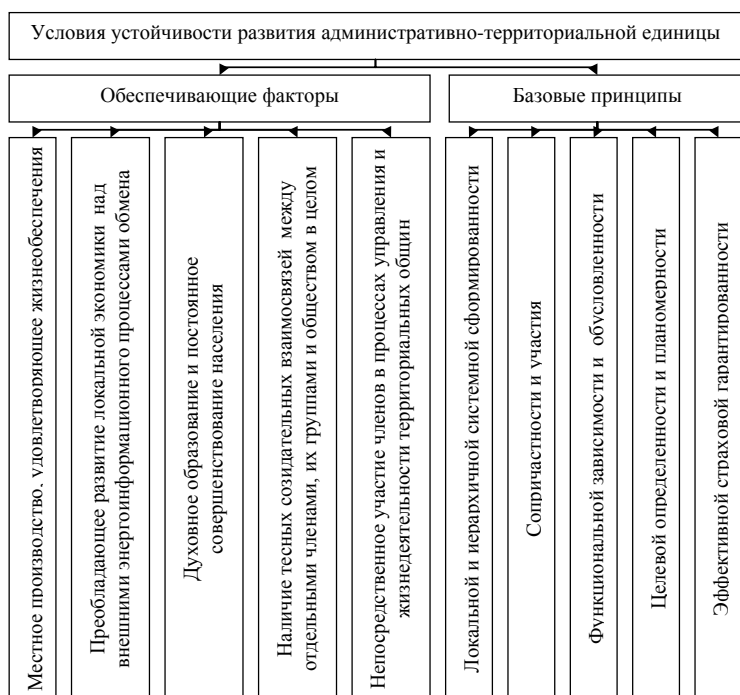 Условия устойчивости развития административно-территориальной единицы
Обеспечивающие факторы
Базовые принципы
Местное производство, удовлетворяющее жизнеобеспечения
Преобладающее развитие локальной экономики над
внешними энергоинформационного процессами обмена
Духовное образование и постоянное
совершенствование населения
Наличие тесных созидательных взаимосвязей между
отдельными членами, их группами и обществом в целом
Непосредственное участие членов в процессах управления и
жизнедеятельности территориальных общин
Локальной и иерархичной системной сформированности
Сопричастности и участия
Функциональной зависимости и обусловленности
Целевой определенности и планомерности
Эффективной страховой гарантированности